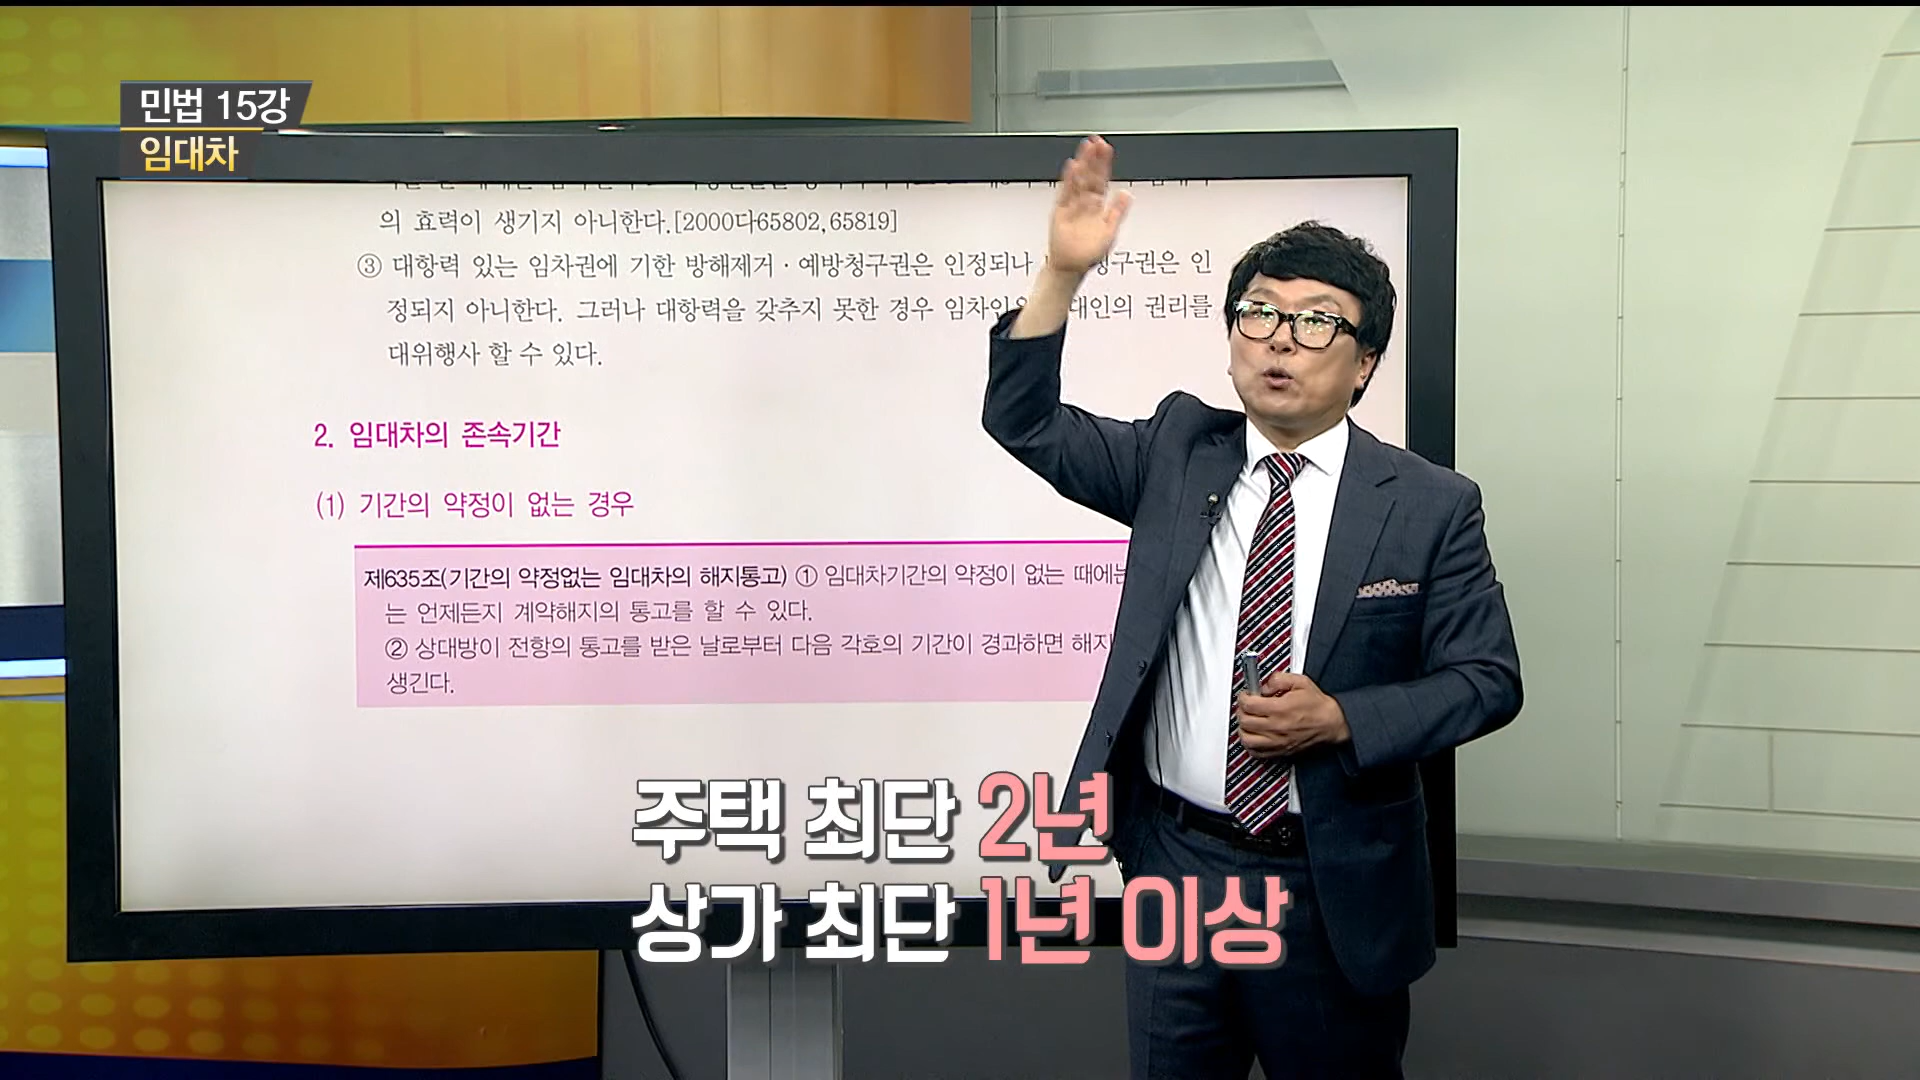 민법 15강
임대차
의 효력이 생기지 아니한다.[2000다65802,65819]
③ 대항력 있는 임차권에 기한 방해제거·예방청구권은 인정되나 청구권은 인
정되지 아니한다. 그러나 대항력을 갖추지 못한 경우 대인의 권리를
대위행사 할 수 있다.
2. 임대차의 존속기간
(1) 기간의 약정이 없는 경우
제635조(기간의 약정없는 임대차의 해지통고) ① 임대차기간의 약정이 없는 때에는
는 언제든지 계약해지의 통고를 할 수 있다.
② 상대방이 전항의 통고를 받은 날로부터 다음 각호의 기간이 경과하면 해지
생긴다.
주택 최단 2년
상가 최단 1년 이상